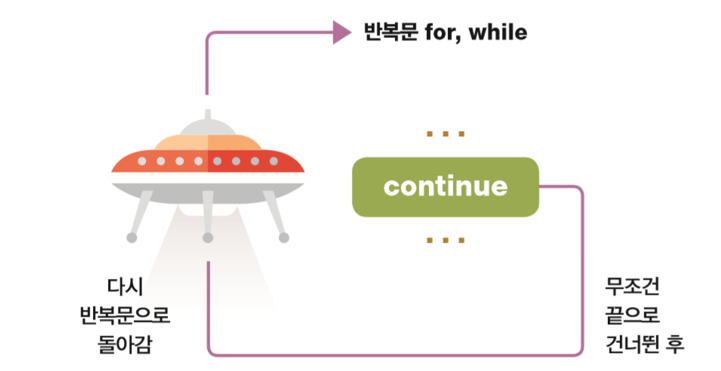 반복문 for, while
...
continue
...
다시
반복문으로
돌아감
무조건
끝으로
건너뛴 후